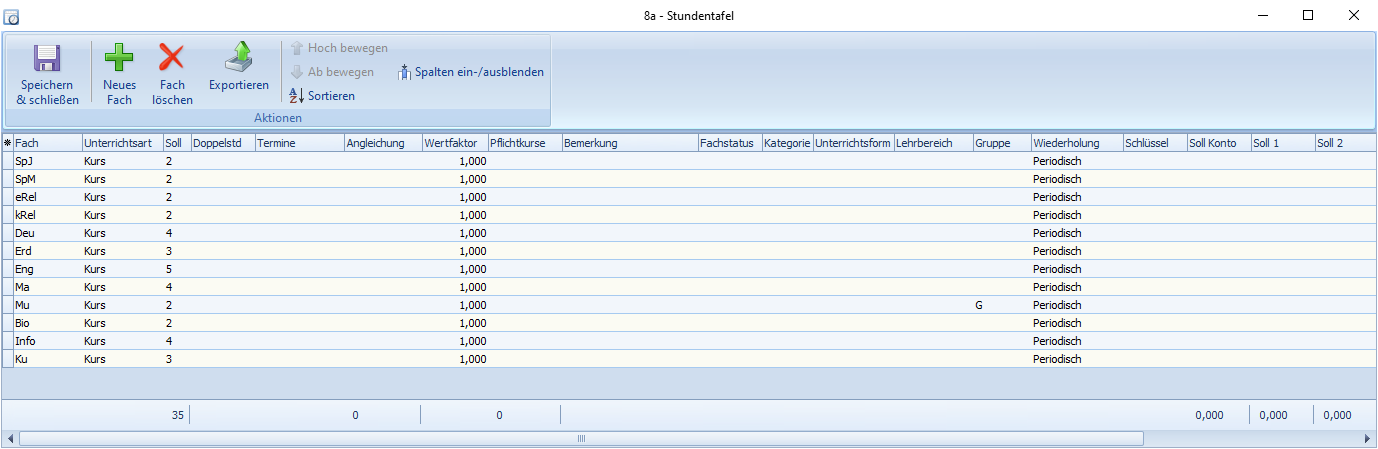 8a - Stundentafel
Speichern & schließen
Neues Fach
Fach löschen
Exportieren
Hoch bewegen
Ab bewegen
Sortieren
Spalten ein-/ausblenden
Aktionen
Fach Unterrichtsart Soll Doppelstd Termine Angleichung Wertfaktor Pflichtkurse Bemerkung Fachstatus Kategorie Unterrichtsform Lehrbereich Gruppe Wiederholung Schlüssel Soll Konto Soll 1 Soll 2
SpJ Kurs 2 1,000 Periodisch
SpM Kurs 2 1,000 Periodisch
eRel Kurs 2 1,000 Periodisch
kRel Kurs 2 1,000 Periodisch
Deu Kurs 4 1,000 Periodisch
Erd Kurs 3 1,000 Periodisch
Eng Kurs 5 1,000 Periodisch
Ma Kurs 4 1,000 Periodisch
Mu Kurs 2 1,000 G Periodisch
Bio Kurs 2 1,000 Periodisch
Info Kurs 4 1,000 Periodisch
Ku Kurs 3 1,000 Periodisch
35 0 0 0,000 0,000 0,000